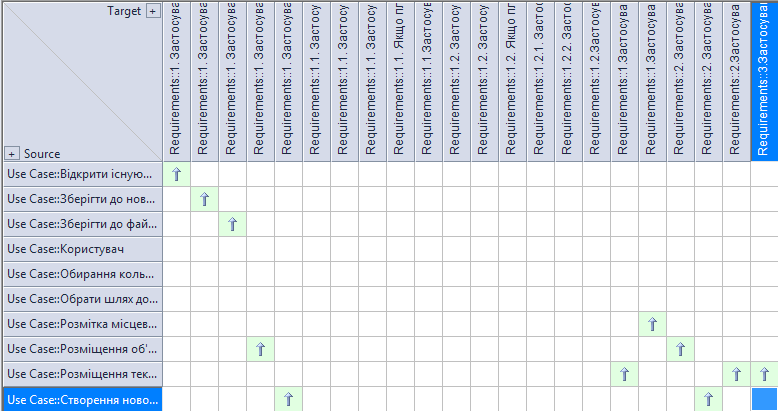 Target +
+ Source
Requirements::1. Застосува
Requirements::1. Застосува
Requirements::1. Застосува
Requirements::1. Застосува
Requirements::1. Застосува
Requirements::1.1. Застосу
Requirements::1.1. Застосу
Requirements::1.1. Застосу
Requirements::1.1. Якщо
Requirements::1.1.Застосув
Requirements::1.2. Застосу
Requirements::1.2. Застосу
Requirements::1.2. Якщо
Requirements::1.2.1. Застос
Requirements::1.2.2. Застос
Requirements::1.2.Застосув
Requirements::1.Застосува
Requirements::1.Застосува
Requirements::2. Застосува
Requirements::2. Застосува
Requirements::2.Застосува
Requirements::3.Застосуван
Use Case::Відкрити існую...
Use Case::Зберігти до нов...
Use Case::Зберігти до фай...
Use Case::Користувач
Use Case::Обирання коль...
Use Case::Обрати шлях до...
Use Case::Розмітка місцев...
Use Case::Розміщення об'...
Use Case::Розміщення тек...
Use Case::Створення ново...